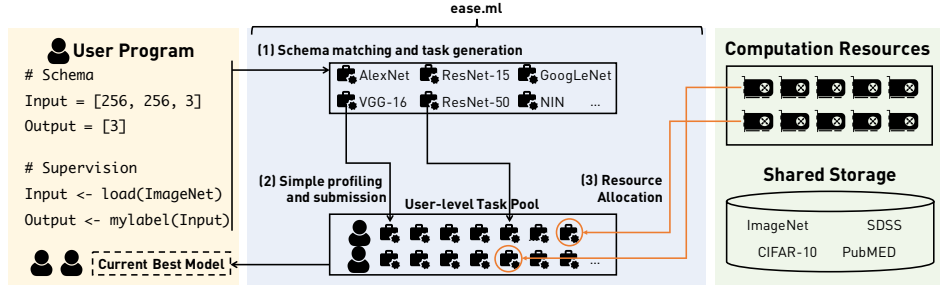 ease.ml
User Program
# Schema
Input = [256, 256, 3]
Output = [3]
# Supervision
Input <- load(ImageNet)
Output <- mylabel(Input)
Current Best Model
(1) Schema matching and task generation
AlexNet ResNet-15 GoogLeNet
VGG-16 ResNet-50 NIN ...
(2) Simple profiling
and submission
(3) Resource
Allocation
User-level Task Pool
...
Computation Resources
Shared Storage
ImageNet SDSS
CIFAR-10 PubMED